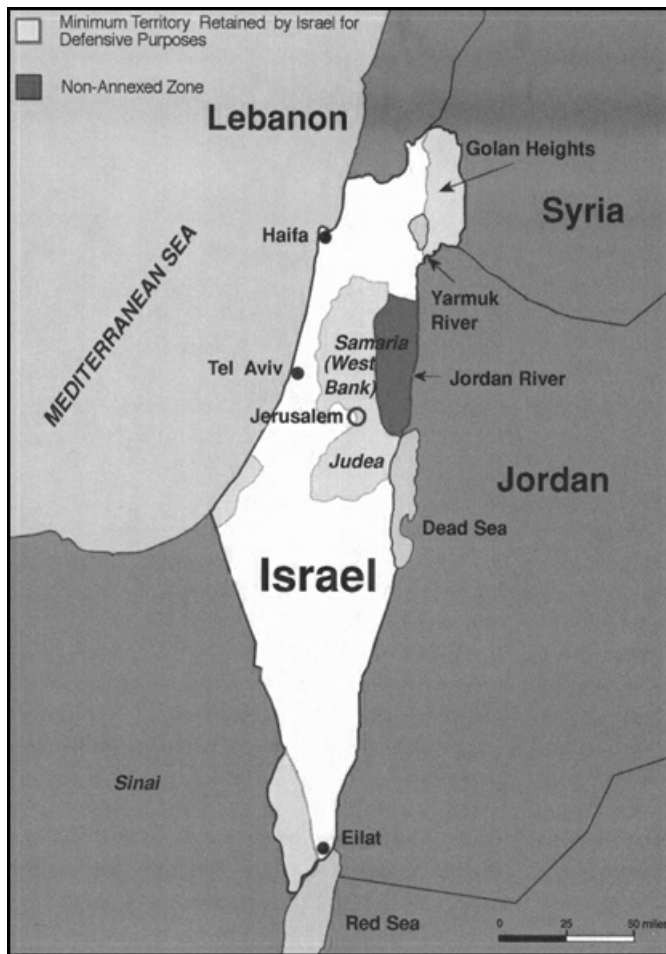 Minimum Territory Retained by Israel for
Defensive Purposes
Non-Annexed Zone
Lebanon
Golan Heights
Syria
Haifa
MEDITERRANEAN SEA
Yarmuk
River
Samaria
(West
Bank)
Tel Aviv
Jordan River
Jerusalem
Judea
Jordan
Dead Sea
Israel
Sinai
Eilat
Red Sea
0 25 50 miles